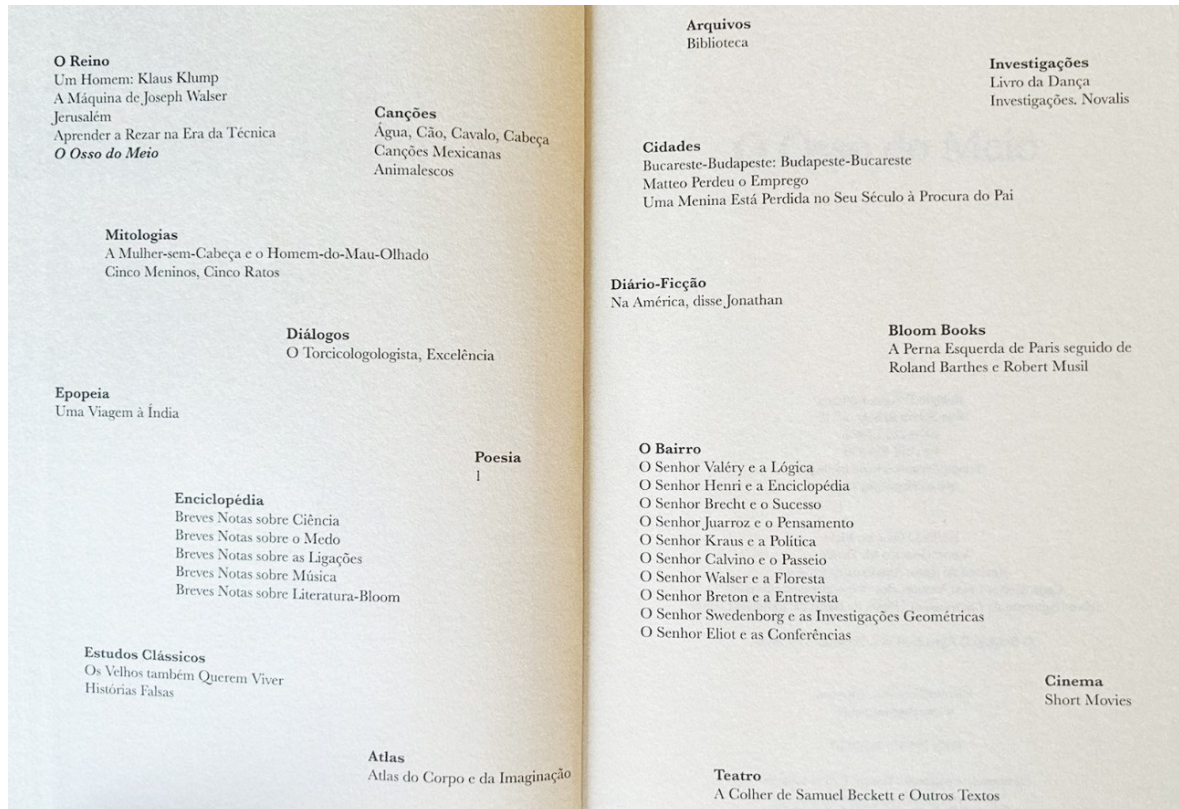 O Reino
Um Homem: Klaus Klump
A Máquina de Joseph Walser
Jerusalém
Aprender a Rezar na Era da Técnica
O Osso do Meio
Canções
Água, Cão, Cavalo, Cabeça
Canções Mexicanas
Animalescos
Mitologias
A Mulher-sem-Cabeça e o Homem-do-Mau-Olhado
Cinco Meninos, Cinco Ratos
Diálogos
O Torcicologologista, Excelência
Epopeia
Uma Viagem à Índia
Poesia
1
Enciclopédia
Breves Notas sobre Ciência
Breves Notas sobre o Medo
Breves Notas sobre as Ligações
Breves Notas sobre Música
Breves Notas sobre Literatura-Bloom
Estudos Clássicos
Os Velhos também Querem Viver
Histórias Falsas
Atlas
Atlas do Corpo e da Imaginação
Arquivos
Biblioteca
Investigações
Livro da Dança
Investigações. Novalis
Cidades
Bucareste-Budapeste: Budapeste-Bucareste
Matteo Perdeu o Emprego
Uma Menina Está Perdida no Seu Século à Procura do Pai
Diário-Ficção
Na América, disse Jonathan
Bloom Books
A Perna Esquerda de Paris seguido de
Roland Barthes e Robert Musil
O Bairro
O Senhor Valéry e a Lógica
O Senhor Henri e a Enciclopédia
O Senhor Brecht e o Sucesso
O Senhor Juarroz e o Pensamento
O Senhor Kraus e a Política
O Senhor Calvino e o Passeio
O Senhor Walser e a Floresta
O Senhor Breton e a Entrevista
O Senhor Swedenborg e as Investigações Geométricas
O Senhor Eliot e as Conferências
Cinema
Short Movies
Teatro
A Colher de Samuel Beckett e Outros Textos